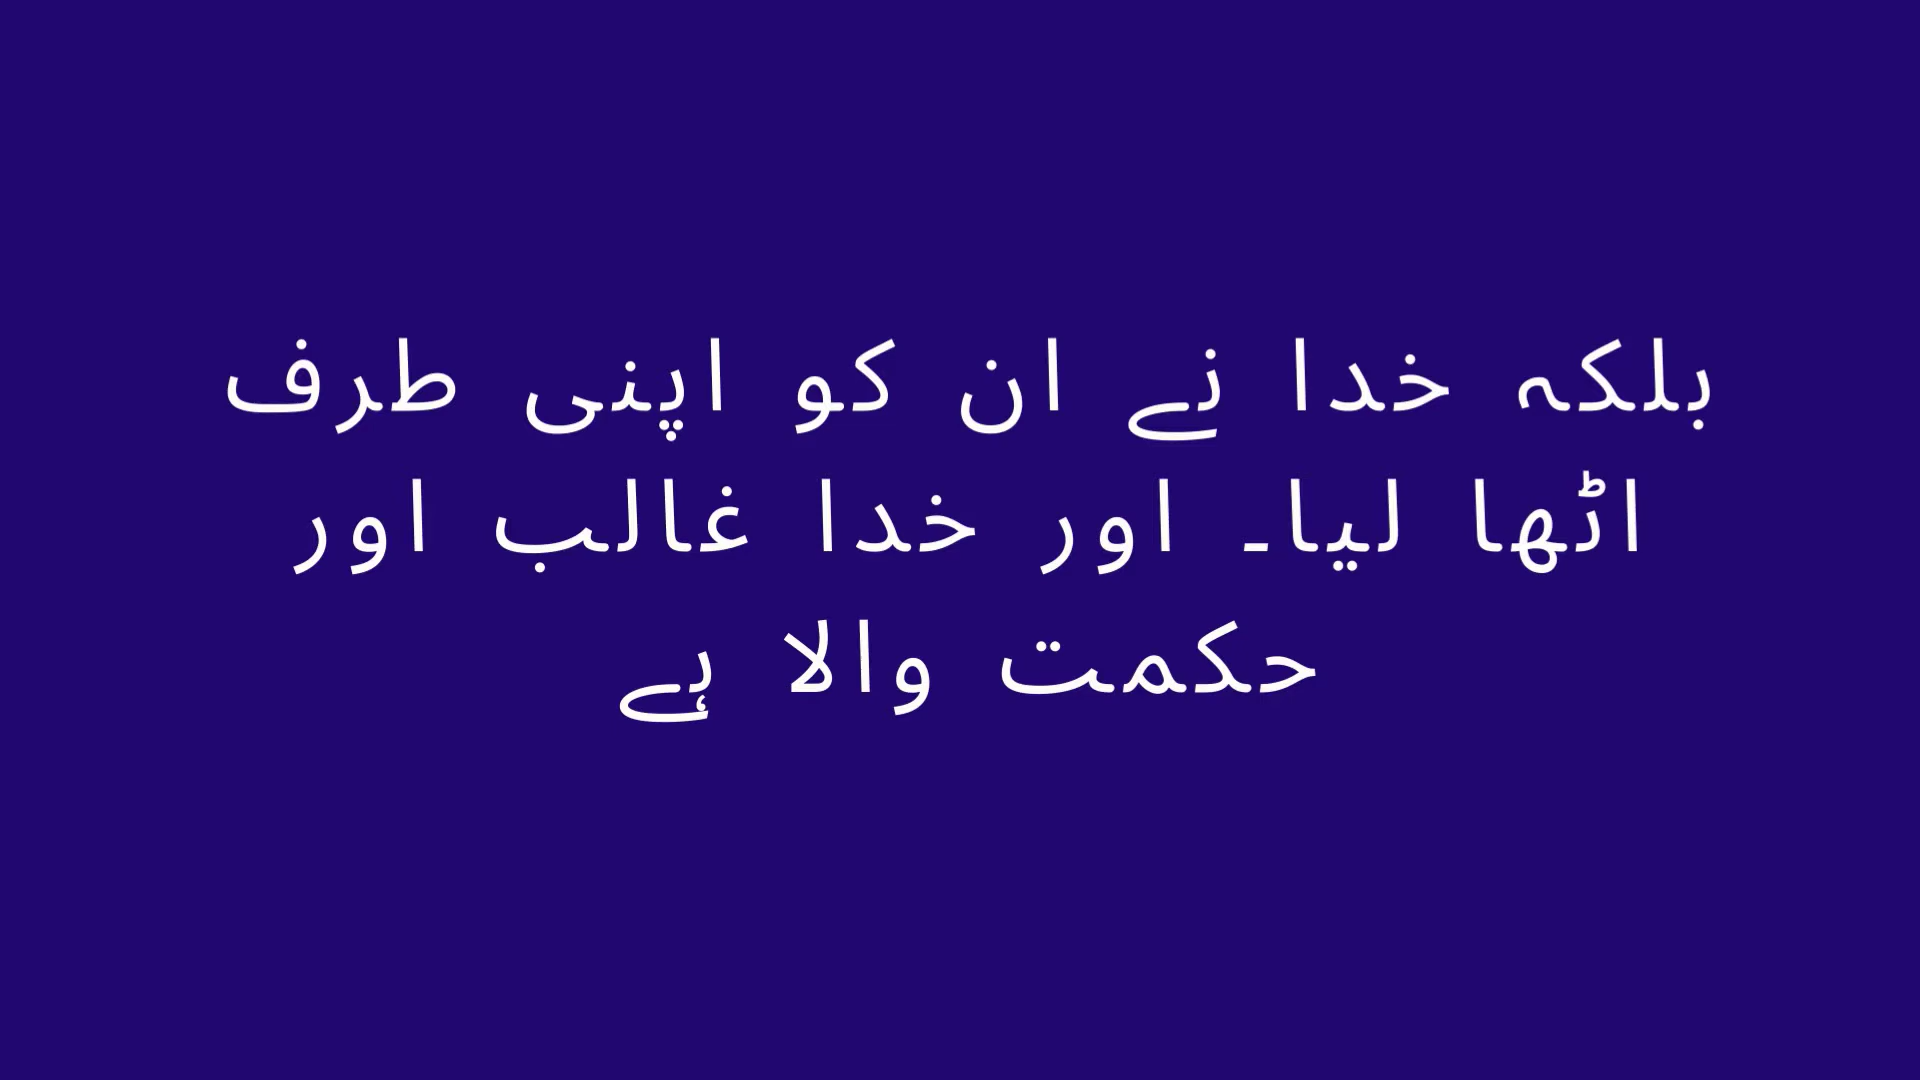 بلکہ خدا نے ان کو اپنی طرف
اٹھا لیا۔ اور خدا غالب اور
حکمت والا ہے